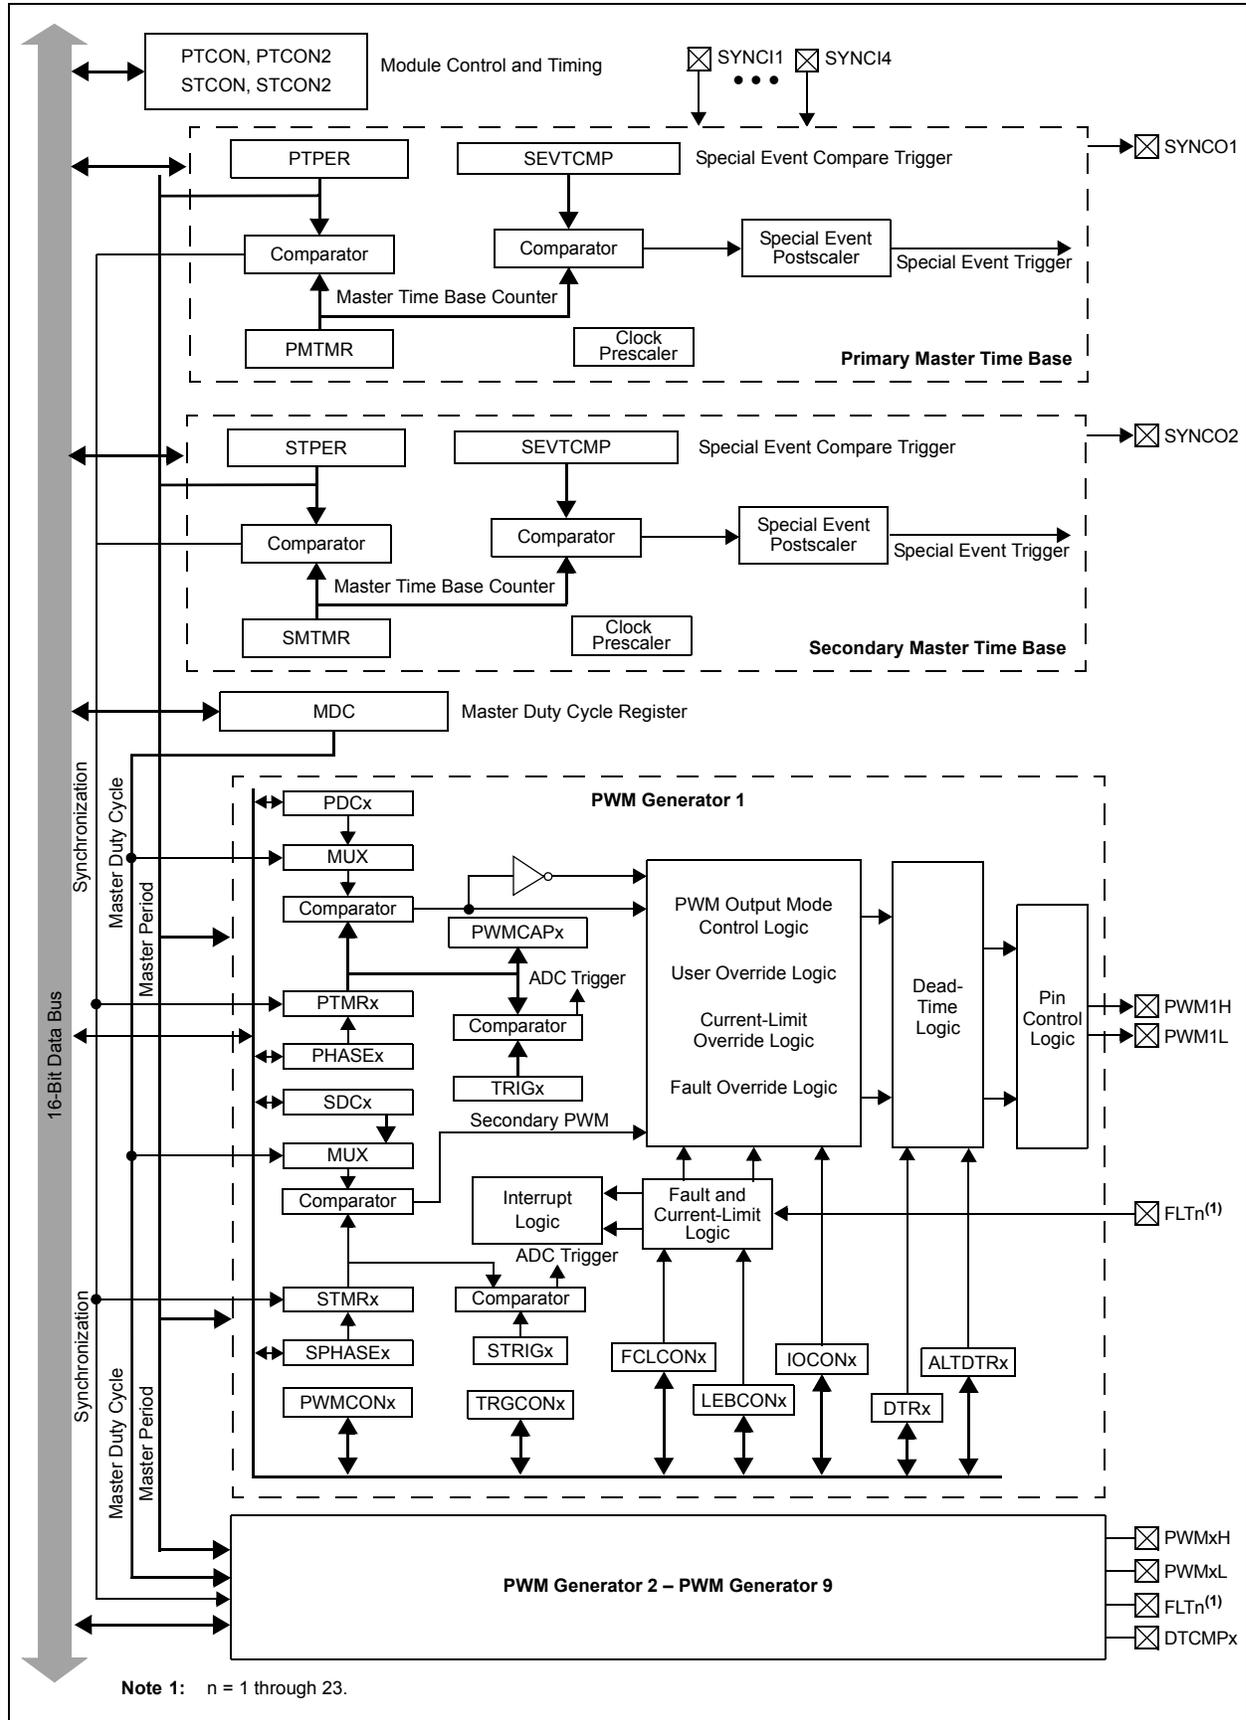 PTCON, PTCON2
STCON, STCON2
Module Control and Timing
SYNCI1
SYNCI4
SYNCO1
PTPER
SEVTCMP
Special Event Compare Trigger
Comparator
Comparator
Special Event
Postscaler
Special Event Trigger
Master Time Base Counter
PMTMR
Clock
Prescaler
Primary Master Time Base
SYNCO2
STPER
SEVTCMP
Special Event Compare Trigger
Comparator
Comparator
Special Event
Postscaler
Special Event Trigger
Master Time Base Counter
SMTMR
Clock
Prescaler
Secondary Master Time Base
MDC
Master Duty Cycle Register
16-Bit Data Bus
Synchronization
Master Duty Cycle
Master Period
PWM Generator 1
PDCx
MUX
Comparator
PWMCAPx
ADC Trigger
PTMRx
Comparator
PHASEx
TRIGx
SDCx
Secondary PWM
MUX
Comparator
PWM Output Mode
Control Logic
User Override Logic
Current-Limit
Override Logic
Fault Override Logic
Dead-
Time
Logic
Pin
Control
Logic
PWM1H
PWM1L
Interrupt
Logic
Fault and
Current-Limit
Logic
FLTn(1)
ADC Trigger
STMRx
Comparator
SPHASEx
STRIGx
FCLCONx
IOCONx
ALTDTRx
PWMCONx
TRGCONx
LEBCONx
DTRx
Synchronization
Master Duty Cycle
Master Period
PWM Generator 2 – PWM Generator 9
PWMxH
PWMxL
FLTn(1)
DTCMPx
Note 1: n = 1 through 23.